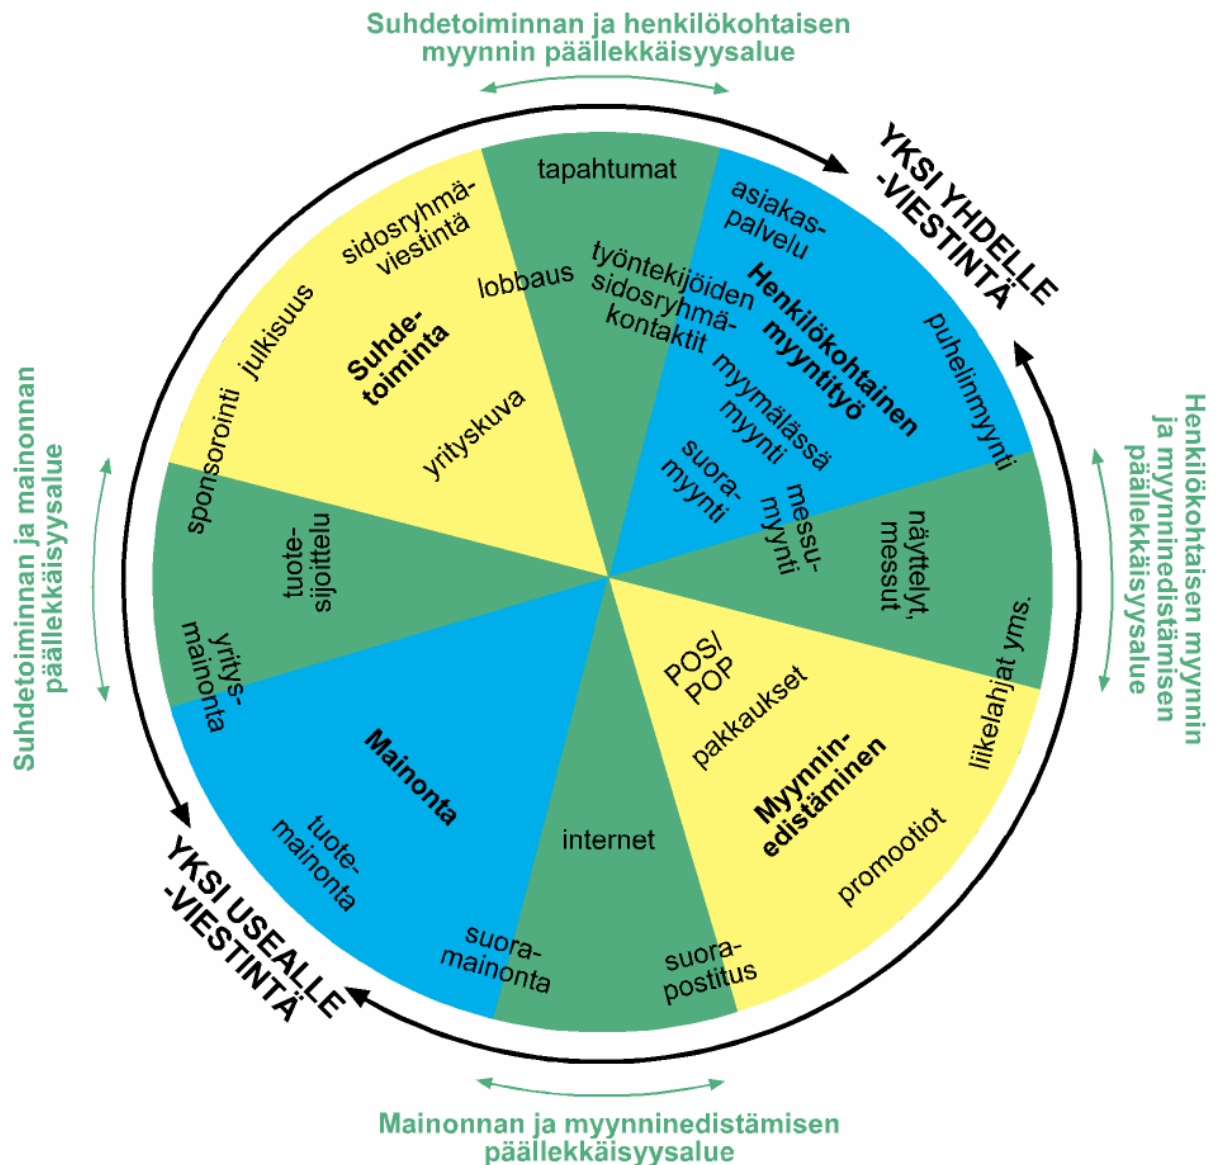 Suhdetoiminnan ja henkilökohtaisen
myynnin päällekkäisyysalue
YKSI YHDELLE
-VIESTINTÄ
tapahtumat
lobbaus
työntekijöiden
sidosryhmä-
kontaktit
sidosryhmä-
viestintä
julkisuus
Suhde-
toiminta
yrityskuva
sponsorointi
asiakas-
palvelu
Henkilökohtainen
myyntityö
puhelinmyynti
myymälässä
myynti
suora-
myynti
messu-
myynti
näyttelyt,
messut
Henkilökohtaisen myynnin
ja myynninedistämisen
päällekkäisyysalue
Suhdetoiminnan ja mainonnan
päällekkäisyysalue
tuote-
sijoittelu
yritys-
mainonta
Mainonta
tuote-
mainonta
suora-
mainonta
internet
suora-
postitus
POS/
POP
pakkaukset
Myynnin-
edistäminen
promootiot
liikelahjat yms.
YKSI USEALLE
-VIESTINTÄ
Mainonnan ja myynninedistämisen
päällekkäisyysalue